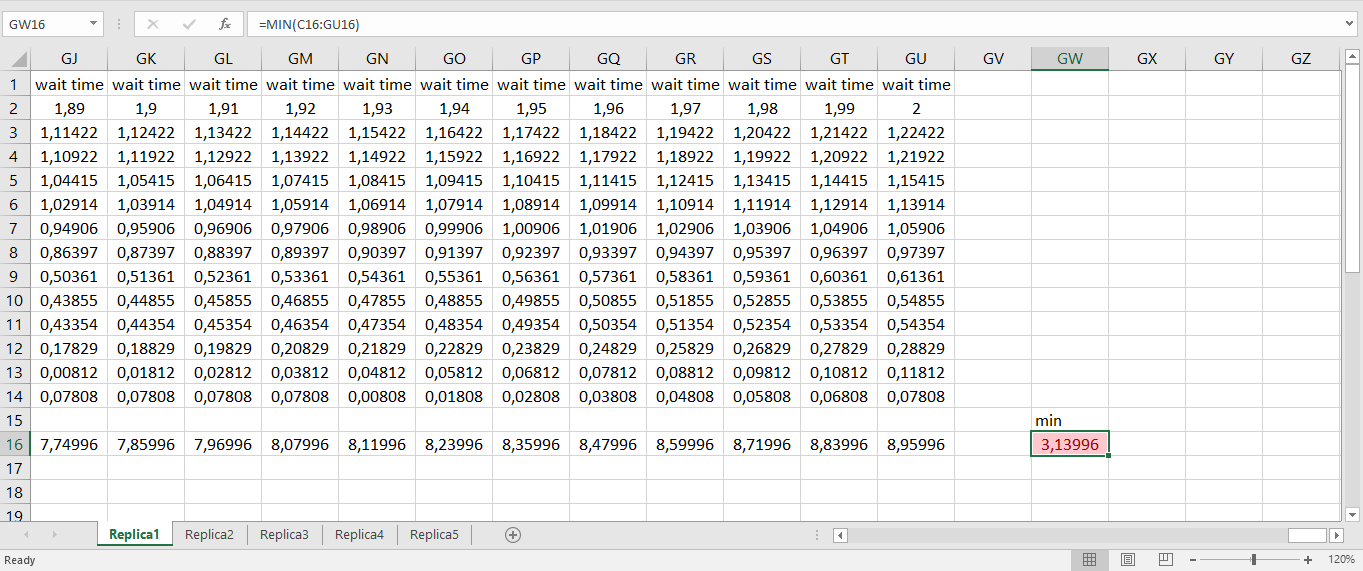 GW16 fx =MIN(C16:GU16)
GJ GK GL GM GN GO GP GQ GR GS GT GU GV GW GX GY GZ
1 wait time wait time wait time wait time wait time wait time wait time wait time wait time wait time wait time wait time
2 1,89 1,9 1,91 1,92 1,93 1,94 1,95 1,96 1,97 1,98 1,99 2
3 1,11422 1,12422 1,13422 1,14422 1,15422 1,16422 1,17422 1,18422 1,19422 1,20422 1,21422 1,22422
4 1,10922 1,11922 1,12922 1,13922 1,14922 1,15922 1,16922 1,17922 1,18922 1,19922 1,20922 1,21922
5 1,04415 1,05415 1,06415 1,07415 1,08415 1,09415 1,10415 1,11415 1,12415 1,13415 1,14415 1,15415
6 1,02914 1,03914 1,04914 1,05914 1,06914 1,07914 1,08914 1,09914 1,10914 1,11914 1,12914 1,13914
7 0,94906 0,95906 0,96906 0,97906 0,98906 0,99906 1,00906 1,01906 1,02906 1,03906 1,04906 1,05906
8 0,86397 0,87397 0,88397 0,89397 0,90397 0,91397 0,92397 0,93397 0,94397 0,95397 0,96397 0,97397
9 0,50361 0,51361 0,52361 0,53361 0,54361 0,55361 0,56361 0,57361 0,58361 0,59361 0,60361 0,61361
10 0,43855 0,44855 0,45855 0,46855 0,47855 0,48855 0,49855 0,50855 0,51855 0,52855 0,53855 0,54855
11 0,43354 0,44354 0,45354 0,46354 0,47354 0,48354 0,49354 0,50354 0,51354 0,52354 0,53354 0,54354
12 0,17829 0,18829 0,19829 0,20829 0,21829 0,22829 0,23829 0,24829 0,25829 0,26829 0,27829 0,28829
13 0,00812 0,01812 0,02812 0,03812 0,04812 0,05812 0,06812 0,07812 0,08812 0,09812 0,10812 0,11812
14 0,07808 0,07808 0,07808 0,07808 0,00808 0,01808 0,02808 0,03808 0,04808 0,05808 0,06808 0,07808
15 min
16 7,74996 7,85996 7,96996 8,07996 8,11996 8,23996 8,35996 8,47996 8,59996 8,71996 8,83996 8,95996 3,13996
17
18
19
Replica1 Replica2 Replica3 Replica4 Replica5
Ready 120%